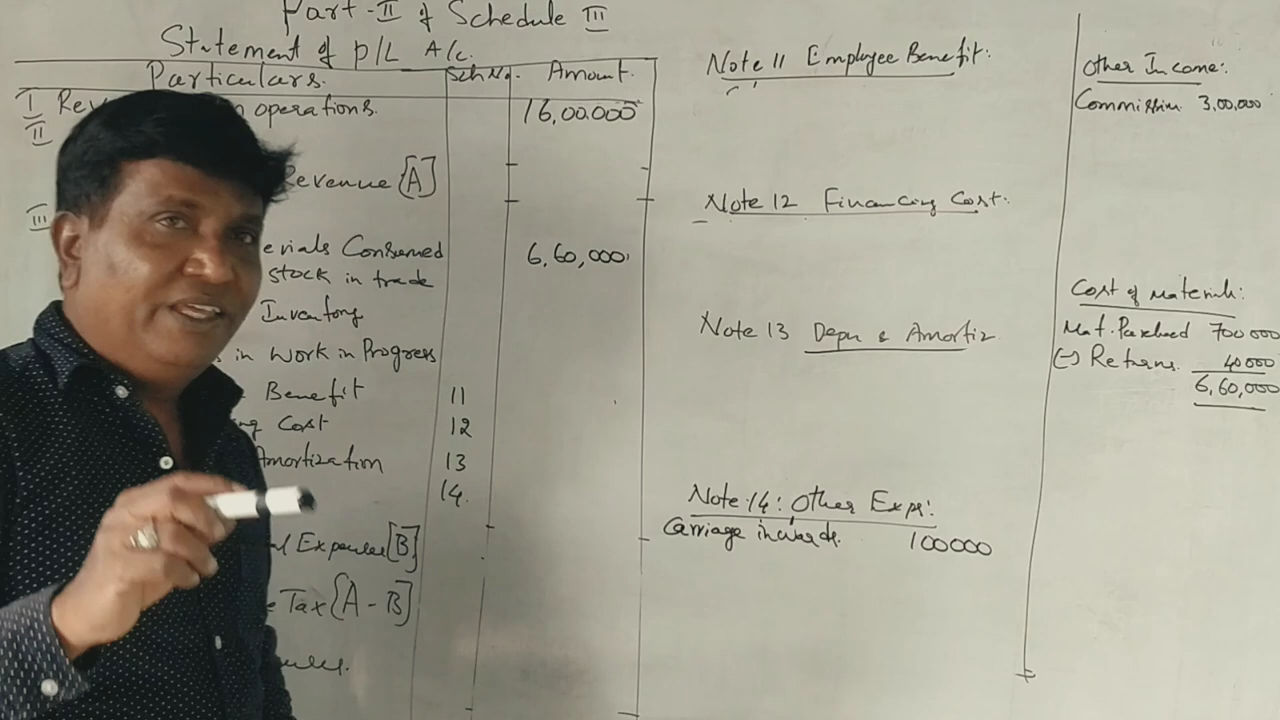 Part-II of Schedule III
Statement of P/L A/c.
Particulars. Sch No. Amount.
I Rev operations. 16,00,000
II
Revenue [A]
III
erials Consumed 6,60,000
stock in trade
Inventory
in Work in Progress
Benefit 11
Cost 12
Amortization 13
14.
Expenses [B]
Tax [A - B]
Note 11 Employee Benefit:
Note 12 Financing Cost:
Note 13 Depn & Amortiz
Note 14: Other Exps:
Carriage inwards. 100000
Other Income:
Commission 3,00,000
Cost of Materials:
Mat. Purchased 700000
(-) Returns. 40000
6,60,000